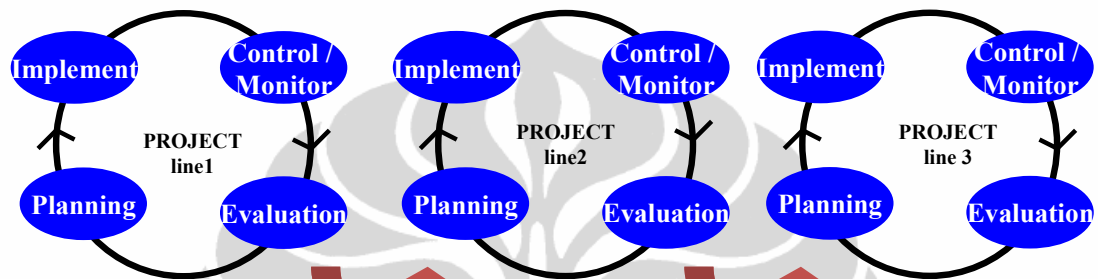 Implement
Control /
Monitor
PROJECT
line1
Planning
Evaluation
Implement
Control /
Monitor
PROJECT
line2
Planning
Evaluation
Implement
Control /
Monitor
PROJECT
line 3
Planning
Evaluation